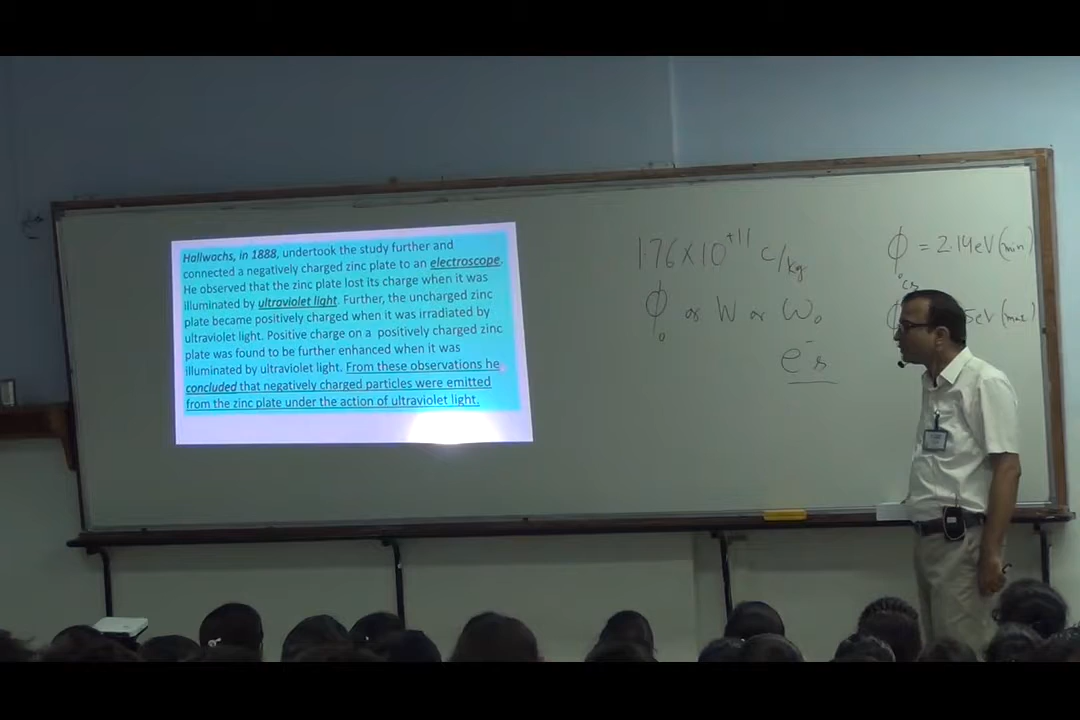 Hallwachs, in 1888, undertook the study further and
connected a negatively charged zinc plate to an electroscope.
He observed that the zinc plate lost its charge when it was
illuminated by ultraviolet light. Further, the uncharged zinc
plate became positively charged when it was irradiated by
ultraviolet light. Positive charge on a positively charged zinc
plate was found to be further enhanced when it was
illuminated by ultraviolet light. From these observations he
concluded that negatively charged particles were emitted
from the zinc plate under the action of ultraviolet light.
1.76×10⁺¹¹ C/kg
ϕ₀ or W or ω₀
e⁻s
ϕ₀ = 2.14eV (min)
Cs
5eV (max)